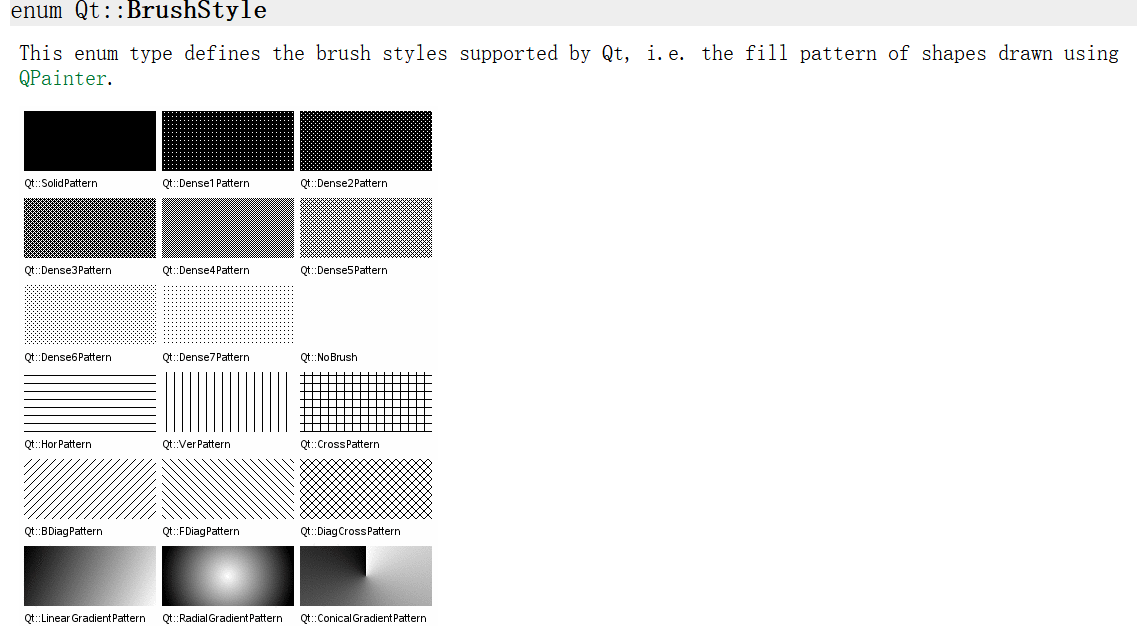 enum Qt::BrushStyle
This enum type defines the brush styles supported by Qt, i.e. the fill pattern of shapes drawn using
QPainter.
Qt::SolidPattern Qt::Dense1Pattern Qt::Dense2Pattern
Qt::Dense3Pattern Qt::Dense4Pattern Qt::Dense5Pattern
Qt::Dense6Pattern Qt::Dense7Pattern Qt::NoBrush
Qt::HorPattern Qt::VerPattern Qt::CrossPattern
Qt::BDiagPattern Qt::FDiagPattern Qt::DiagCrossPattern
Qt::LinearGradientPattern Qt::RadialGradientPattern Qt::ConicalGradientPattern